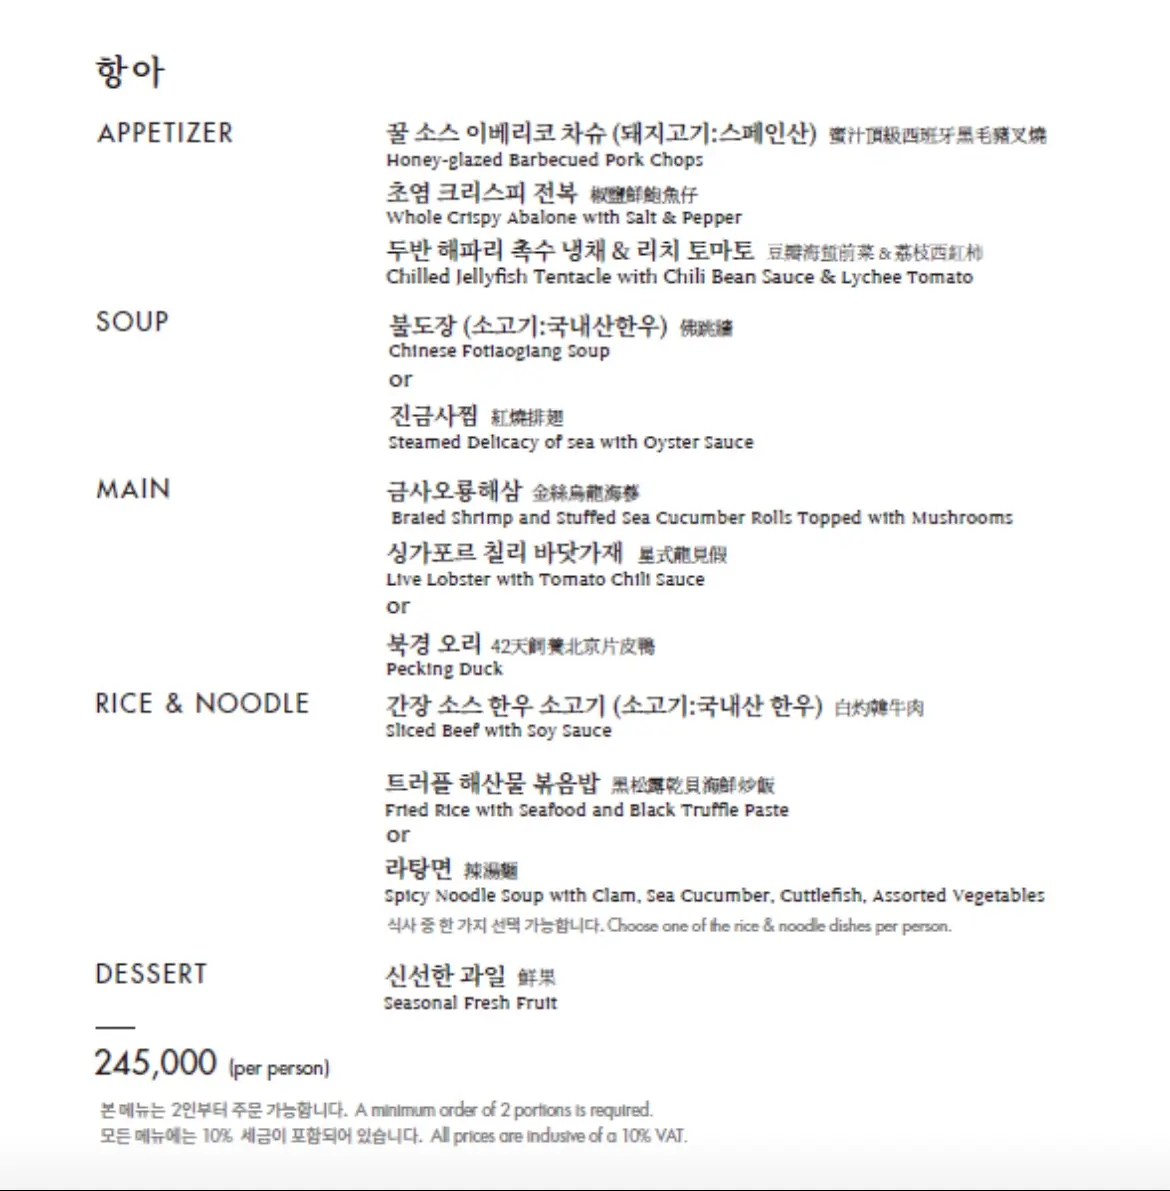 항아
APPETIZER
꿀 소스 이베리코 차슈 (돼지고기:스페인산) 蜜汁頂級西班牙黑毛豬叉燒
Honey-glazed Barbecued Pork Chops
초염 크리스피 전복 椒鹽鮮鮑魚仔
Whole Crispy Abalone with Salt & Pepper
두반 해파리 촉수 냉채 & 리치 토마토 豆瓣海蜇前菜 & 荔枝西紅柿
Chilled Jellyfish Tentacle with Chili Bean Sauce & Lychee Tomato
SOUP
불도장 (소고기:국내산한우) 佛跳牆
Chinese Fotiaogiang Soup
or
진금사찜 紅燒排翅
Steamed Delicacy of sea with Oyster Sauce
MAIN
금사오룡해삼 金絲烏龍海蔘
Braied Shrimp and Stuffed Sea Cucumber Rolls Topped with Mushrooms
싱가포르 칠리 바닷가재 星式龍見假
Live Lobster with Tomato Chili Sauce
or
북경 오리 42天飼養北京片皮鴨
Pecking Duck
RICE & NOODLE
간장 소스 한우 소고기 (소고기:국내산 한우) 白灼韓牛肉
Sliced Beef with Soy Sauce
트러플 해산물 볶음밥 黑松露乾貝海鮮炒飯
Fried Rice with Seafood and Black Truffle Paste
or
라탕면 辣湯麵
Spicy Noodle Soup with Clam, Sea Cucumber, Cuttlefish, Assorted Vegetables
식사 중 한 가지 선택 가능합니다. Choose one of the rice & noodle dishes per person.
DESSERT
신선한 과일 鮮果
Seasonal Fresh Fruit
245,000 (per person)
본 메뉴는 2인부터 주문 가능합니다. A minimum order of 2 portions is required.
모든 메뉴에는 10% 세금이 포함되어 있습니다. All prices are inclusive of a 10% VAT.